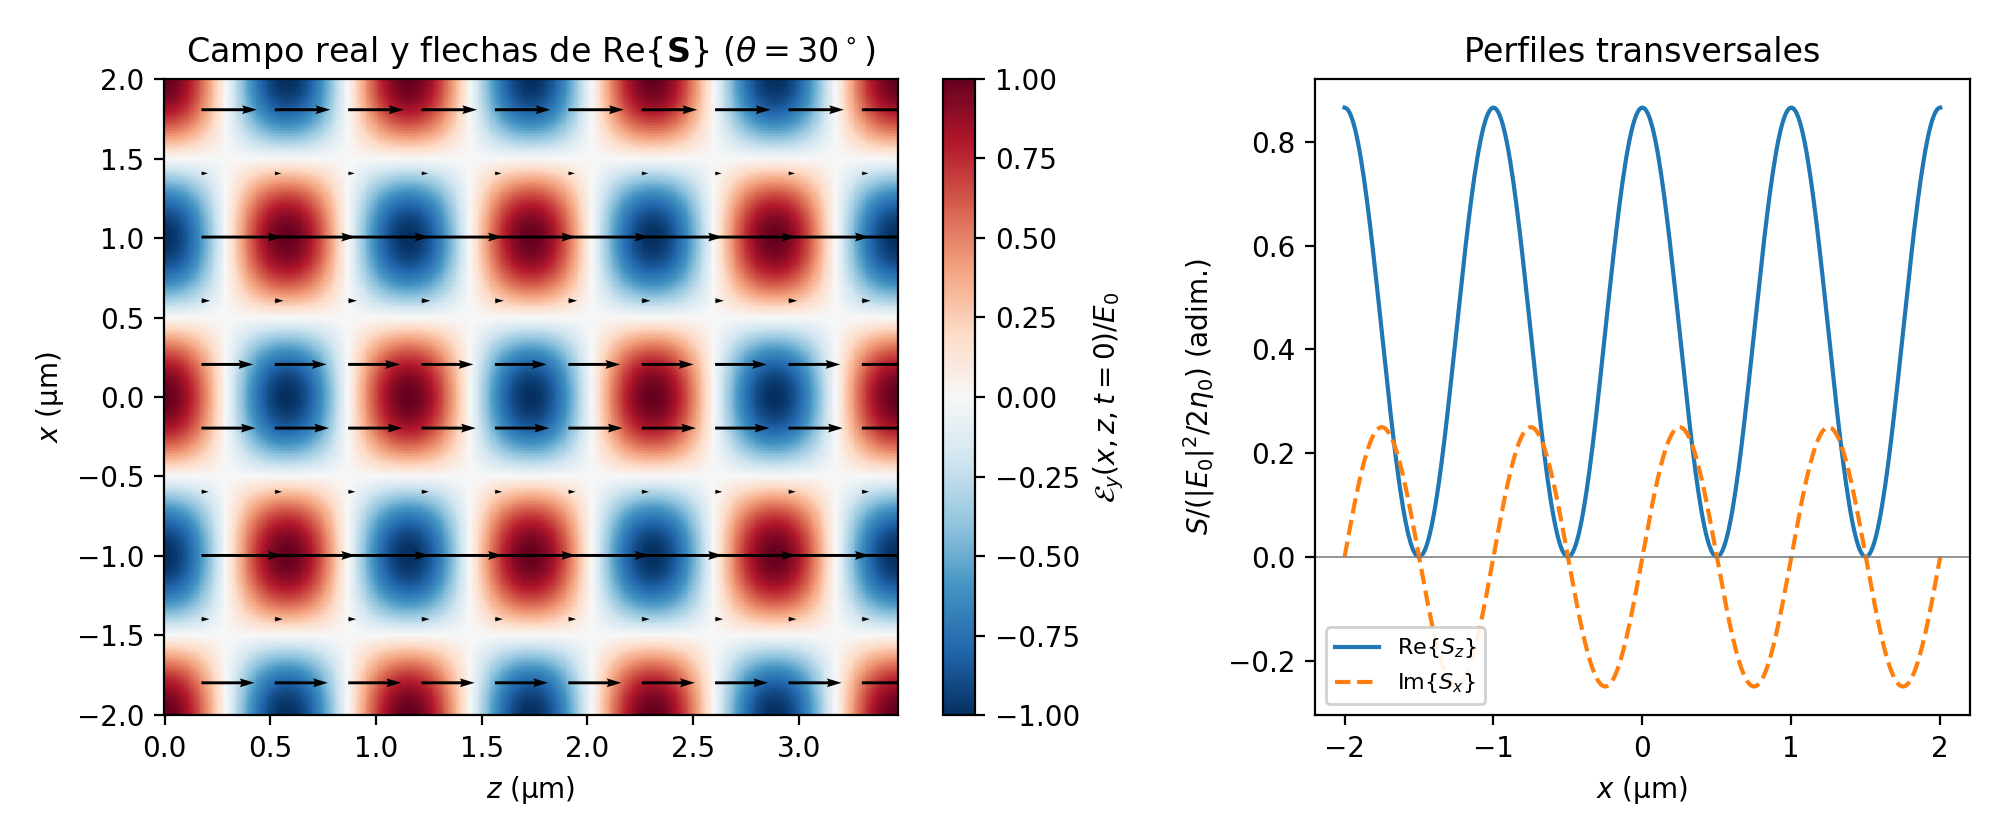 Campo real y flechas de Re{S} (θ = 30°)
2.0
1.5
1.0
0.5
0.0
−0.5
−1.0
−1.5
−2.0
x (µm)
0.0 0.5 1.0 1.5 2.0 2.5 3.0
z (µm)
1.00
0.75
0.50
0.25
0.00
−0.25
−0.50
−0.75
−1.00
ℰy(x, z, t = 0)/E0
Perfiles transversales
0.8
0.6
0.4
0.2
0.0
−0.2
S/(|E0|²/2η0) (adim.)
Re{Sz}
Im{Sx}
−2 −1 0 1 2
x (µm)